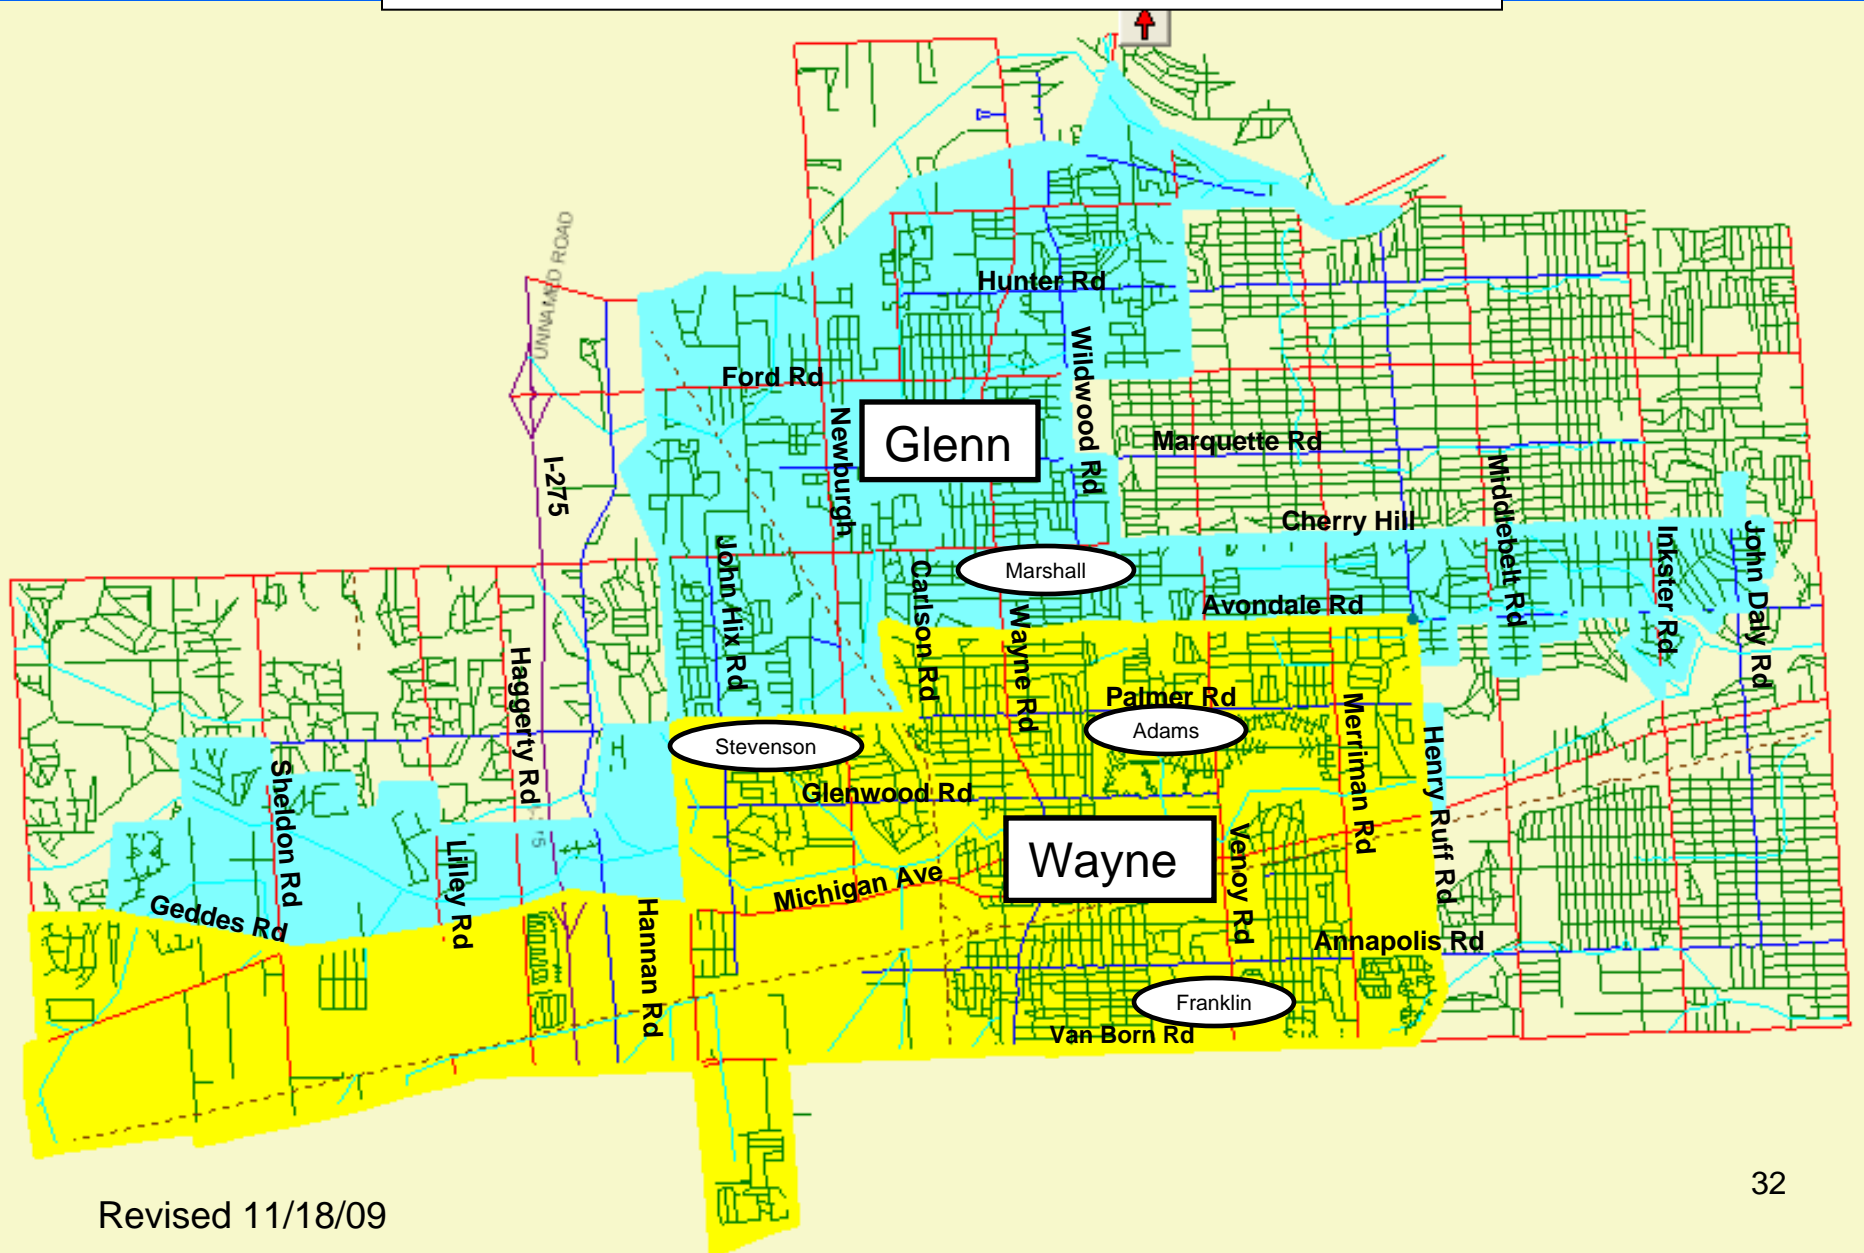 UNNAMED ROAD
Hunter Rd
Ford Rd
Wildwood Rd
Newburgh
Glenn
Marquette Rd
I-275
Middlebelt Rd
Cherry Hill
Inkster Rd
John Daly Rd
John Hix Rd
Marshall
Carlson Rd
Wayne Rd
Avondale Rd
Haggerty Rd
Palmer Rd
Merriman Rd
Adams
Stevenson
Henry Ruff Rd
Sheldon Rd
Glenwood Rd
Wayne
Venoy Rd
Lilley Rd
Michigan Ave
Geddes Rd
Hannan Rd
Annapolis Rd
Franklin
Van Born Rd
32
Revised 11/18/09